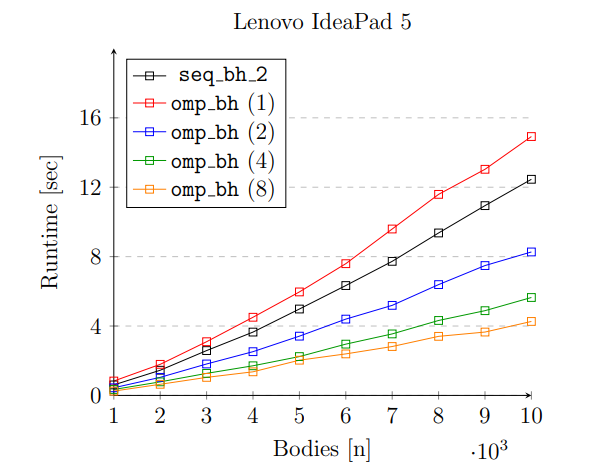 Lenovo IdeaPad 5
seq_bh_2
omp_bh (1)
omp_bh (2)
omp_bh (4)
omp_bh (8)
16
12
8
4
0
Runtime [sec]
1 2 3 4 5 6 7 8 9 10
Bodies [n]
·10³